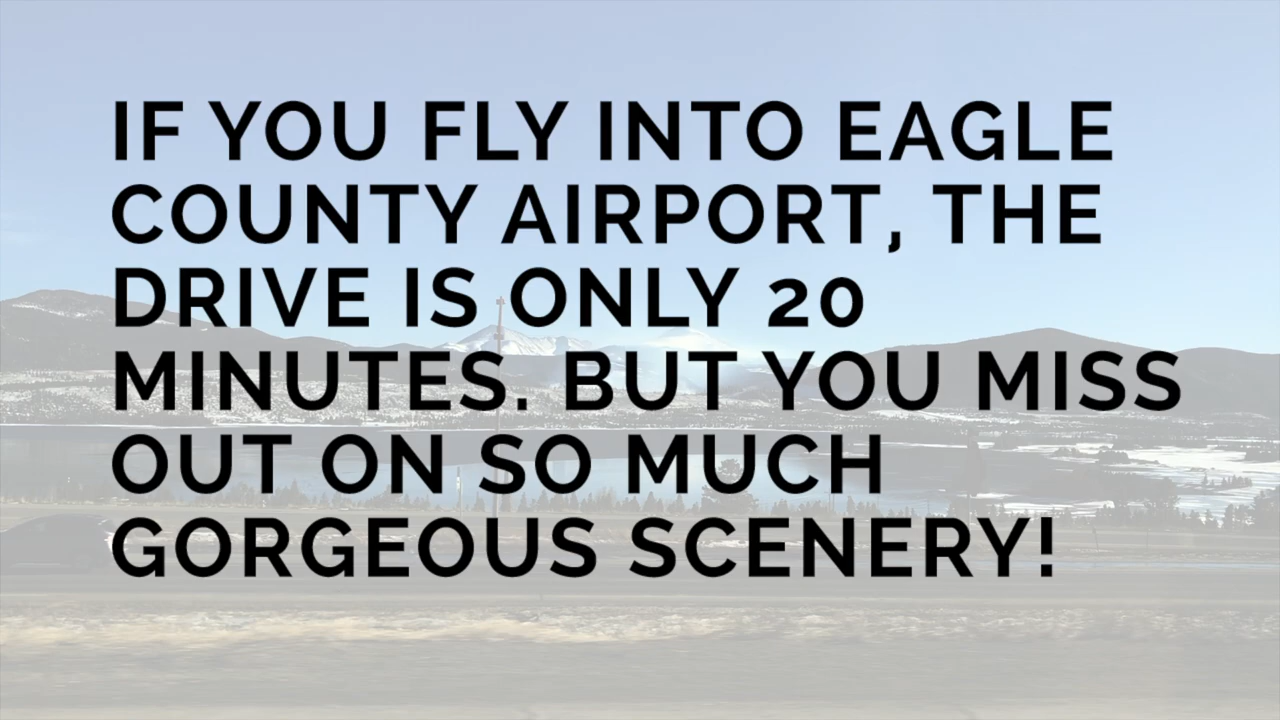 IF YOU FLY INTO EAGLE
COUNTY AIRPORT, THE
DRIVE IS ONLY 20
MINUTES. BUT YOU MISS
OUT ON SO MUCH
GORGEOUS SCENERY!